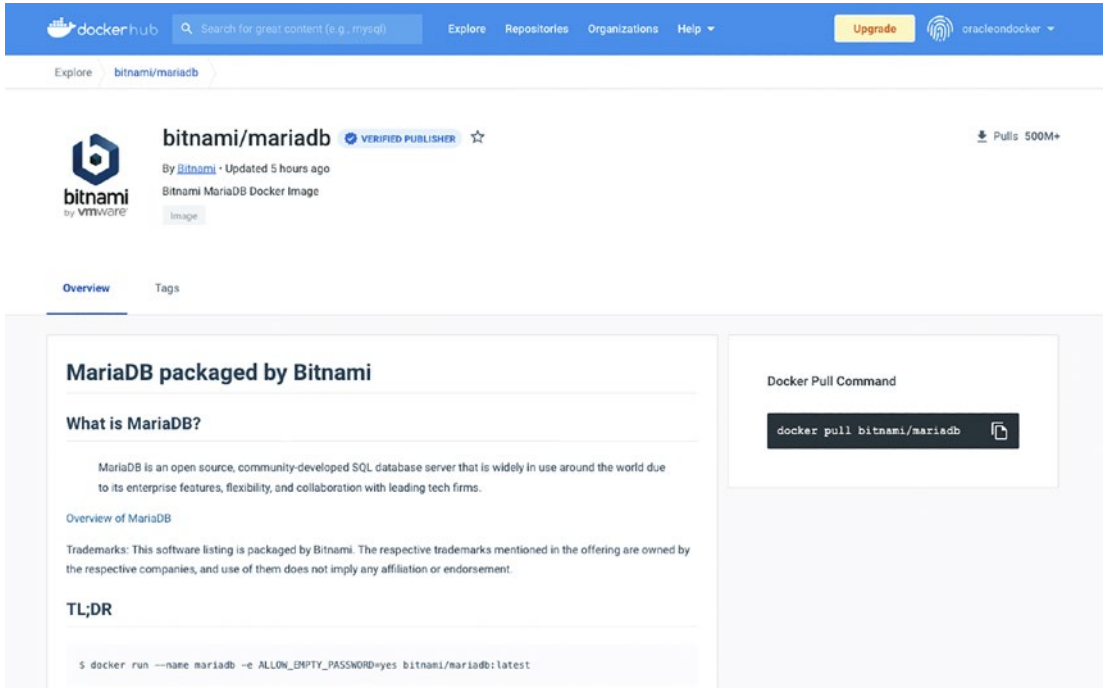 dockerhub Search for great content (e.g., mysql) Explore Repositories Organizations Help Upgrade oracleondocker
Explore bitnami/mariadb
bitnami/mariadb VERIFIED PUBLISHER Pulls 500M+
By Bitnami · Updated 5 hours ago
Bitnami MariaDB Docker Image
Image
bitnami
by vmware
Overview Tags
MariaDB packaged by Bitnami
What is MariaDB?
MariaDB is an open source, community-developed SQL database server that is widely in use around the world due
to its enterprise features, flexibility, and collaboration with leading tech firms.
Overview of MariaDB
Trademarks: This software listing is packaged by Bitnami. The respective trademarks mentioned in the offering are owned by
the respective companies, and use of them does not imply any affiliation or endorsement.
TL;DR
$ docker run --name mariadb -e ALLOW_EMPTY_PASSWORD=yes bitnami/mariadb:latest
Docker Pull Command
docker pull bitnami/mariadb